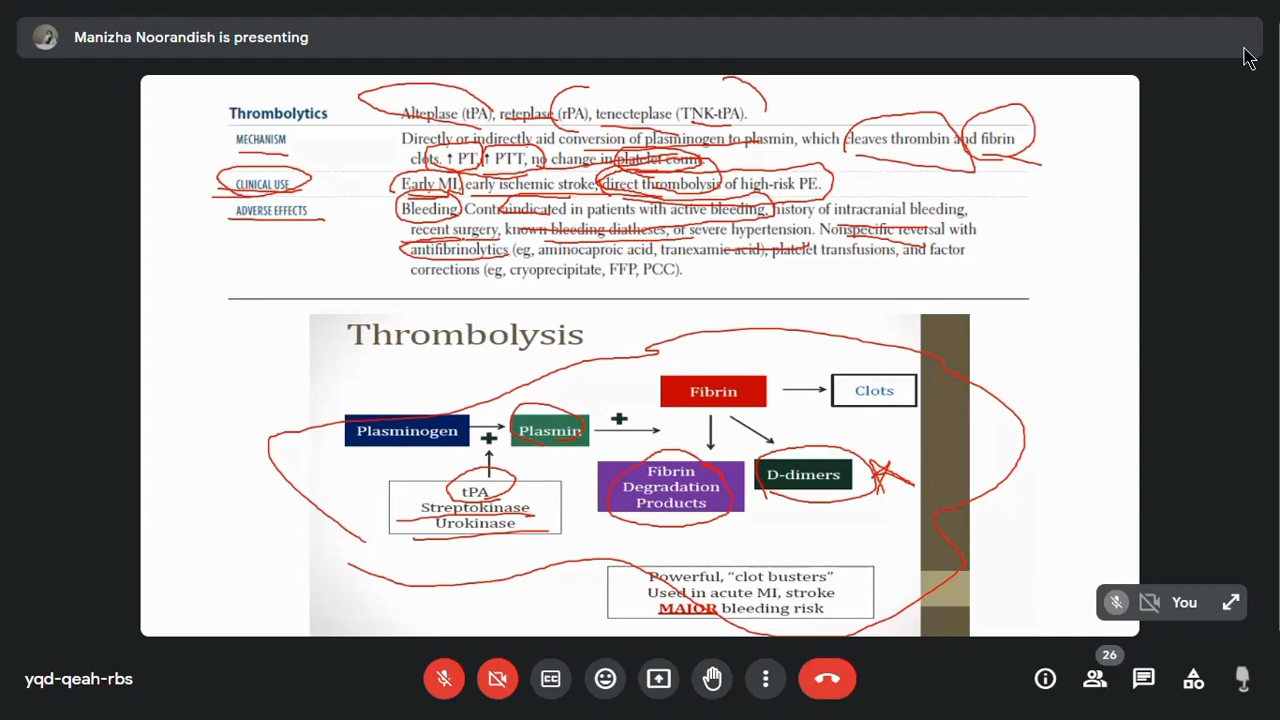 Manizha Noorandish is presenting
Thrombolytics Alteplase (tPA), reteplase (rPA), tenecteplase (TNK-tPA).
MECHANISM Directly or indirectly aid conversion of plasminogen to plasmin, which cleaves thrombin and fibrin
clots. ↑ PT, ↑ PTT, no change in platelet count.
CLINICAL USE Early MI, early ischemic stroke, direct thrombolysis of high-risk PE.
ADVERSE EFFECTS Bleeding. Contraindicated in patients with active bleeding, history of intracranial bleeding,
recent surgery, known bleeding diatheses, or severe hypertension. Nonspecific reversal with
antifibrinolytics (eg, aminocaproic acid, tranexamic acid), platelet transfusions, and factor
corrections (eg, cryoprecipitate, FFP, PCC).
Thrombolysis
Fibrin
Clots
Plasminogen
Plasmin
Fibrin
Degradation
Products
D-dimers
tPA
Streptokinase
Urokinase
Powerful, “clot busters”
Used in acute MI, stroke
MAJOR bleeding risk
You
yqd-qeah-rbs
CC
26